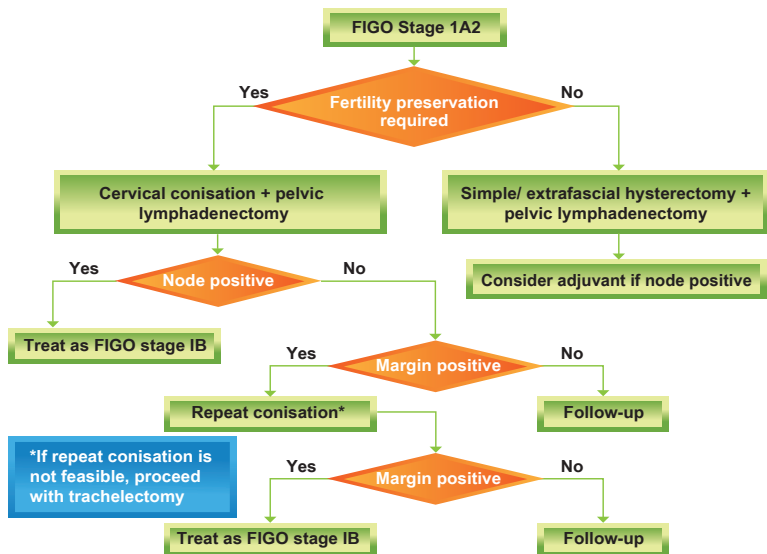 FIGO Stage 1A2
Yes
No
Fertility preservation
required
Cervical conisation + pelvic
lymphadenectomy
Simple/ extrafascial hysterectomy +
pelvic lymphadenectomy
Yes
Node positive
No
Consider adjuvant if node positive
Treat as FIGO stage IB
Yes
Margin positive
No
Repeat conisation*
Follow-up
*If repeat conisation is
not feasible, proceed
with trachelectomy
Yes
Margin positive
No
Treat as FIGO stage IB
Follow-up